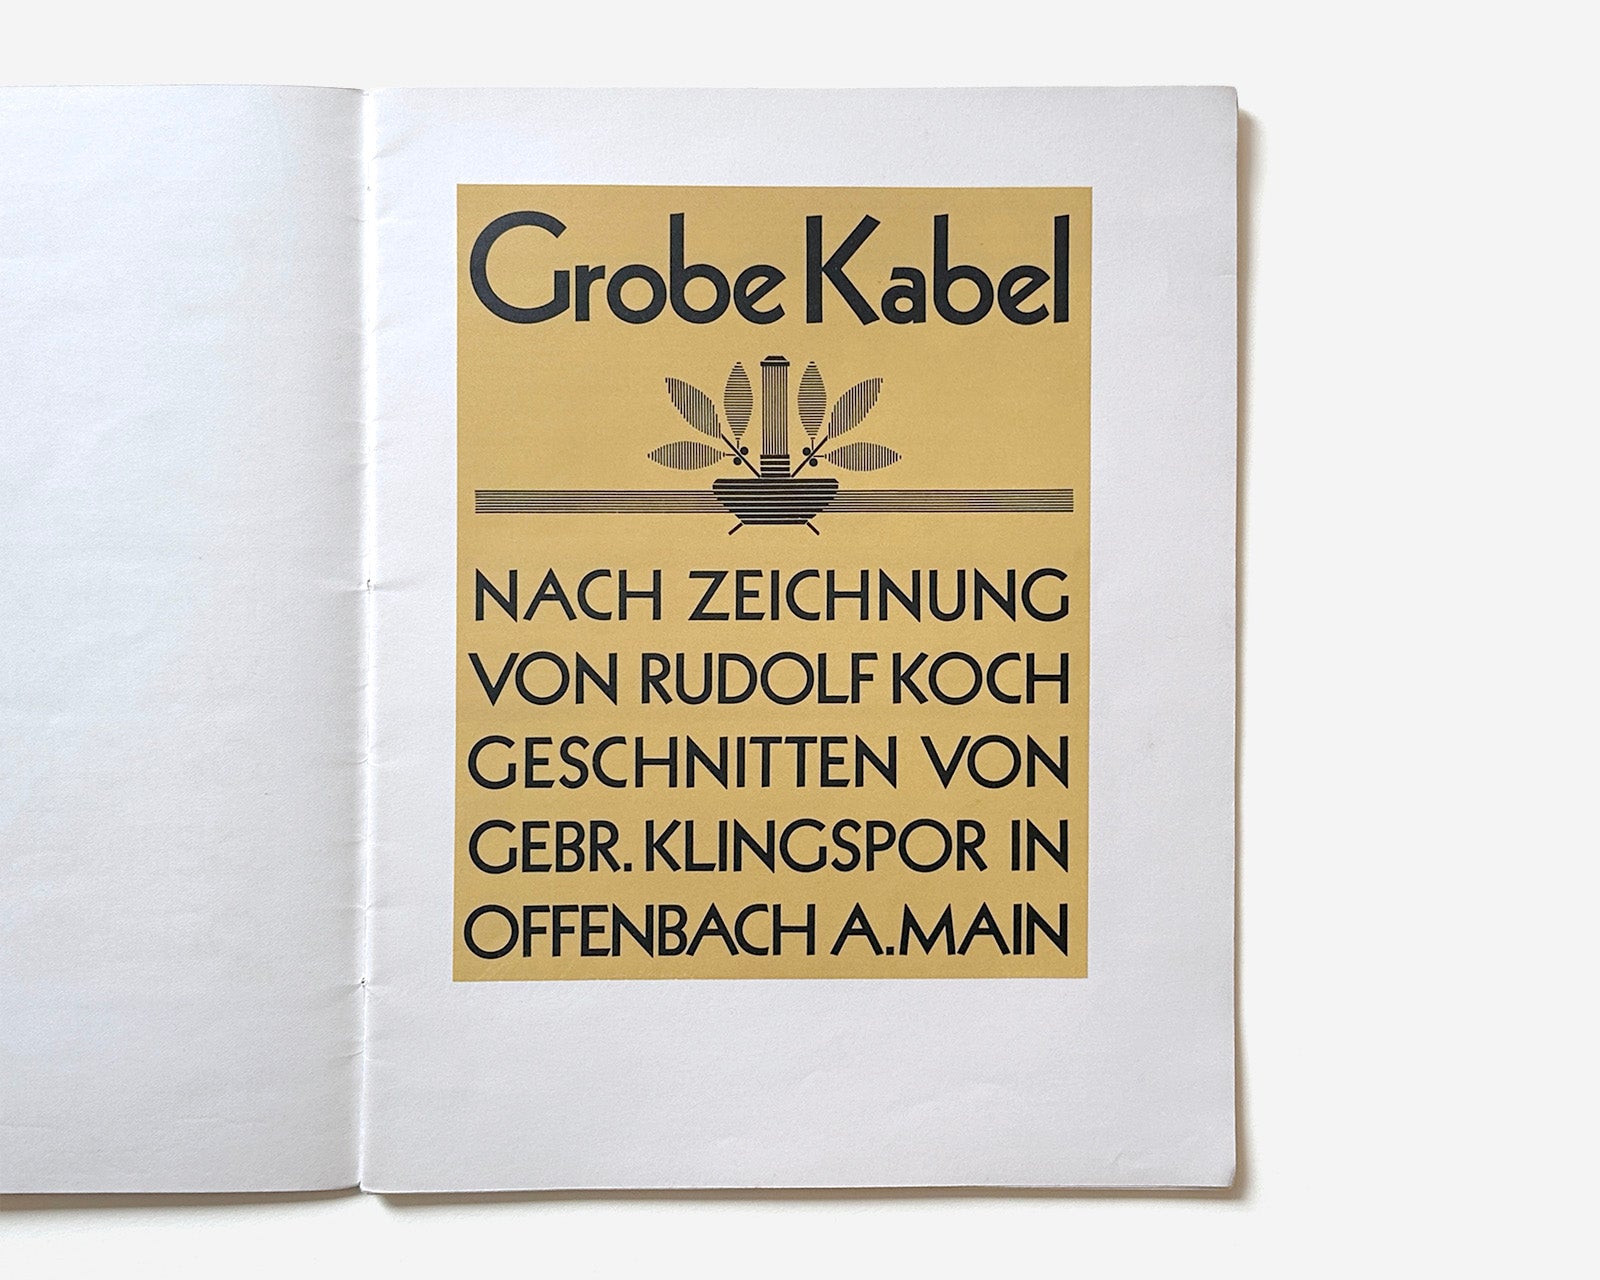 Grobe Kabel
NACH ZEICHNUNG
VON RUDOLF KOCH
GESCHNITTEN VON
GEBR. KLINGSPOR IN
OFFENBACH A. MAIN